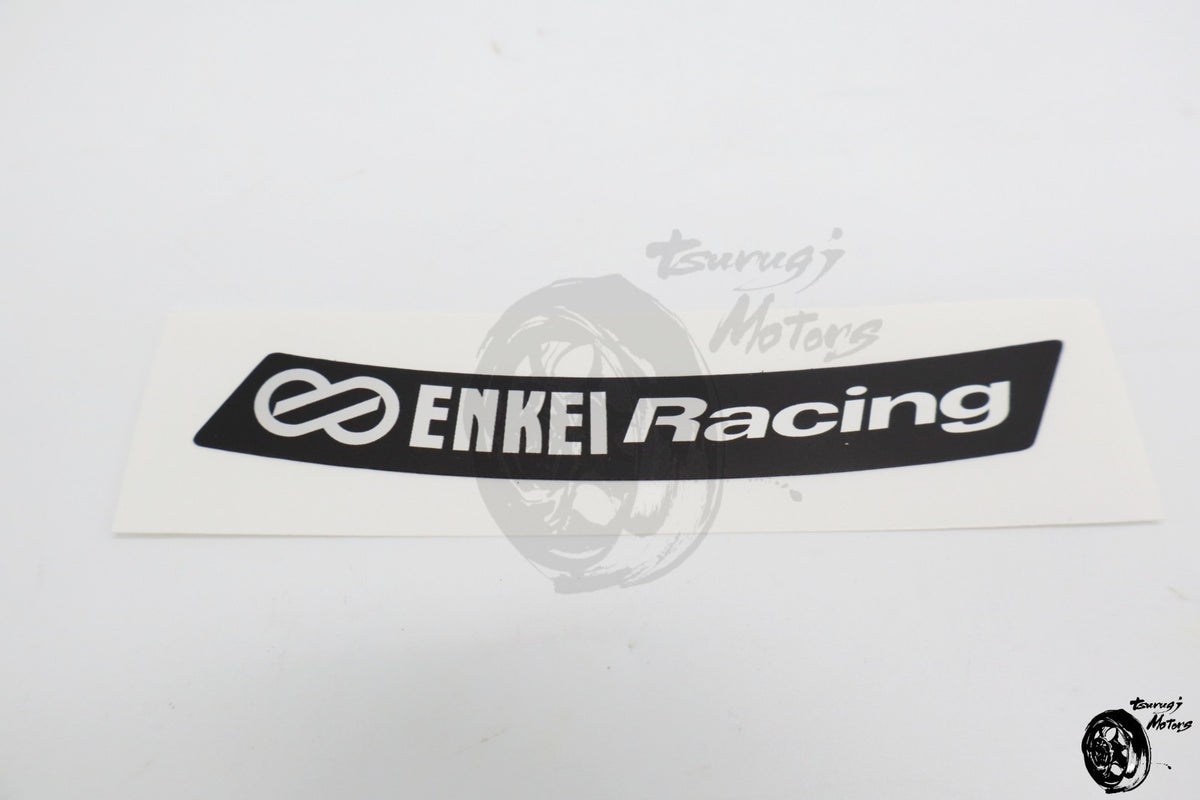 Tsurugi
Motors
ENKEI Racing
Tsurugi
Motors